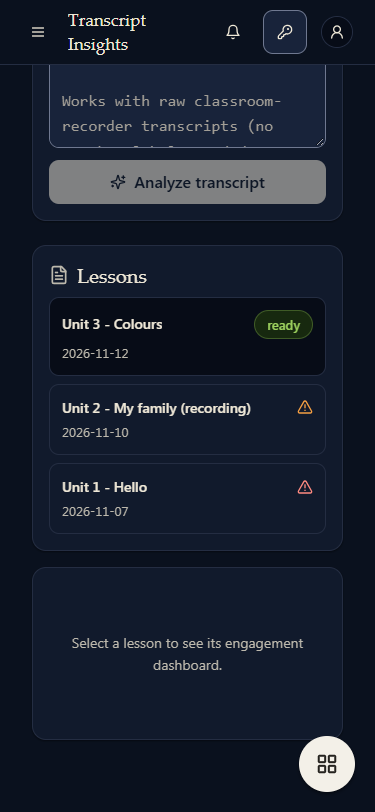 Transcript
Insights
Works with raw classroom-
recorder transcripts (no
Analyze transcript
Lessons
Unit 3 - Colours
ready
2026-11-12
Unit 2 - My family (recording)
2026-11-10
Unit 1 - Hello
2026-11-07
Select a lesson to see its engagement
dashboard.